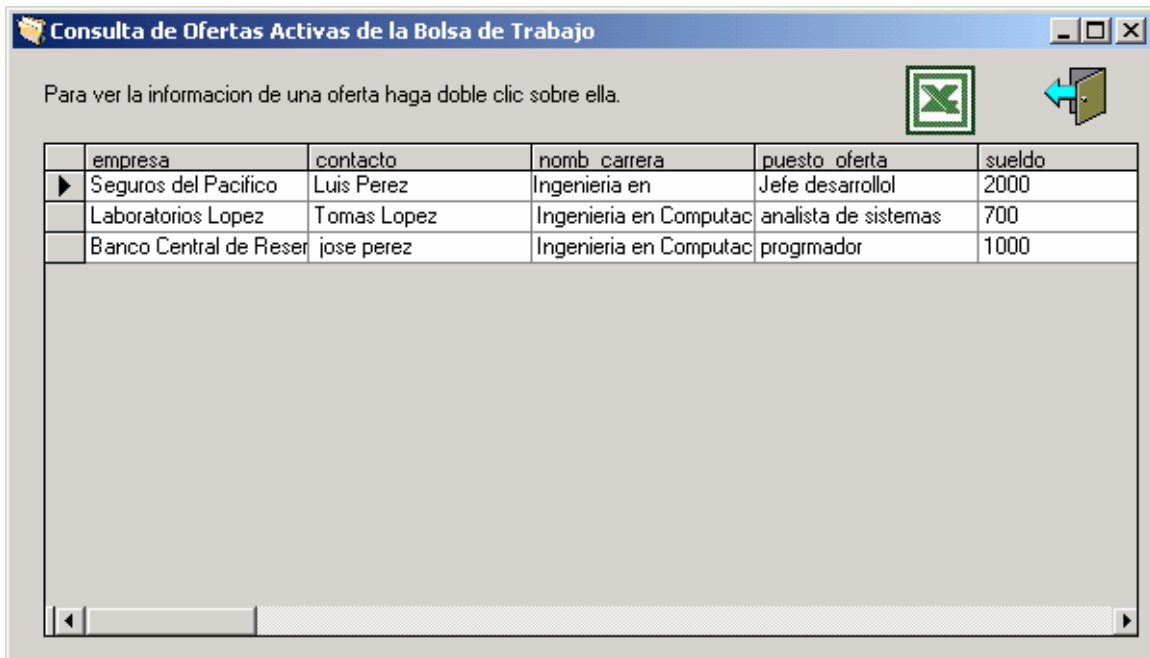 Consulta de Ofertas Activas de la Bolsa de Trabajo
Para ver la informacion de una oferta haga doble clic sobre ella.
empresa contacto nomb_carrera puesto_oferta sueldo
Seguros del Pacifico Luis Perez Ingenieria en Jefe desarrollol 2000
Laboratorios Lopez Tomas Lopez Ingenieria en Computac analista de sistemas 700
Banco Central de Reser jose perez Ingenieria en Computac progrmador 1000